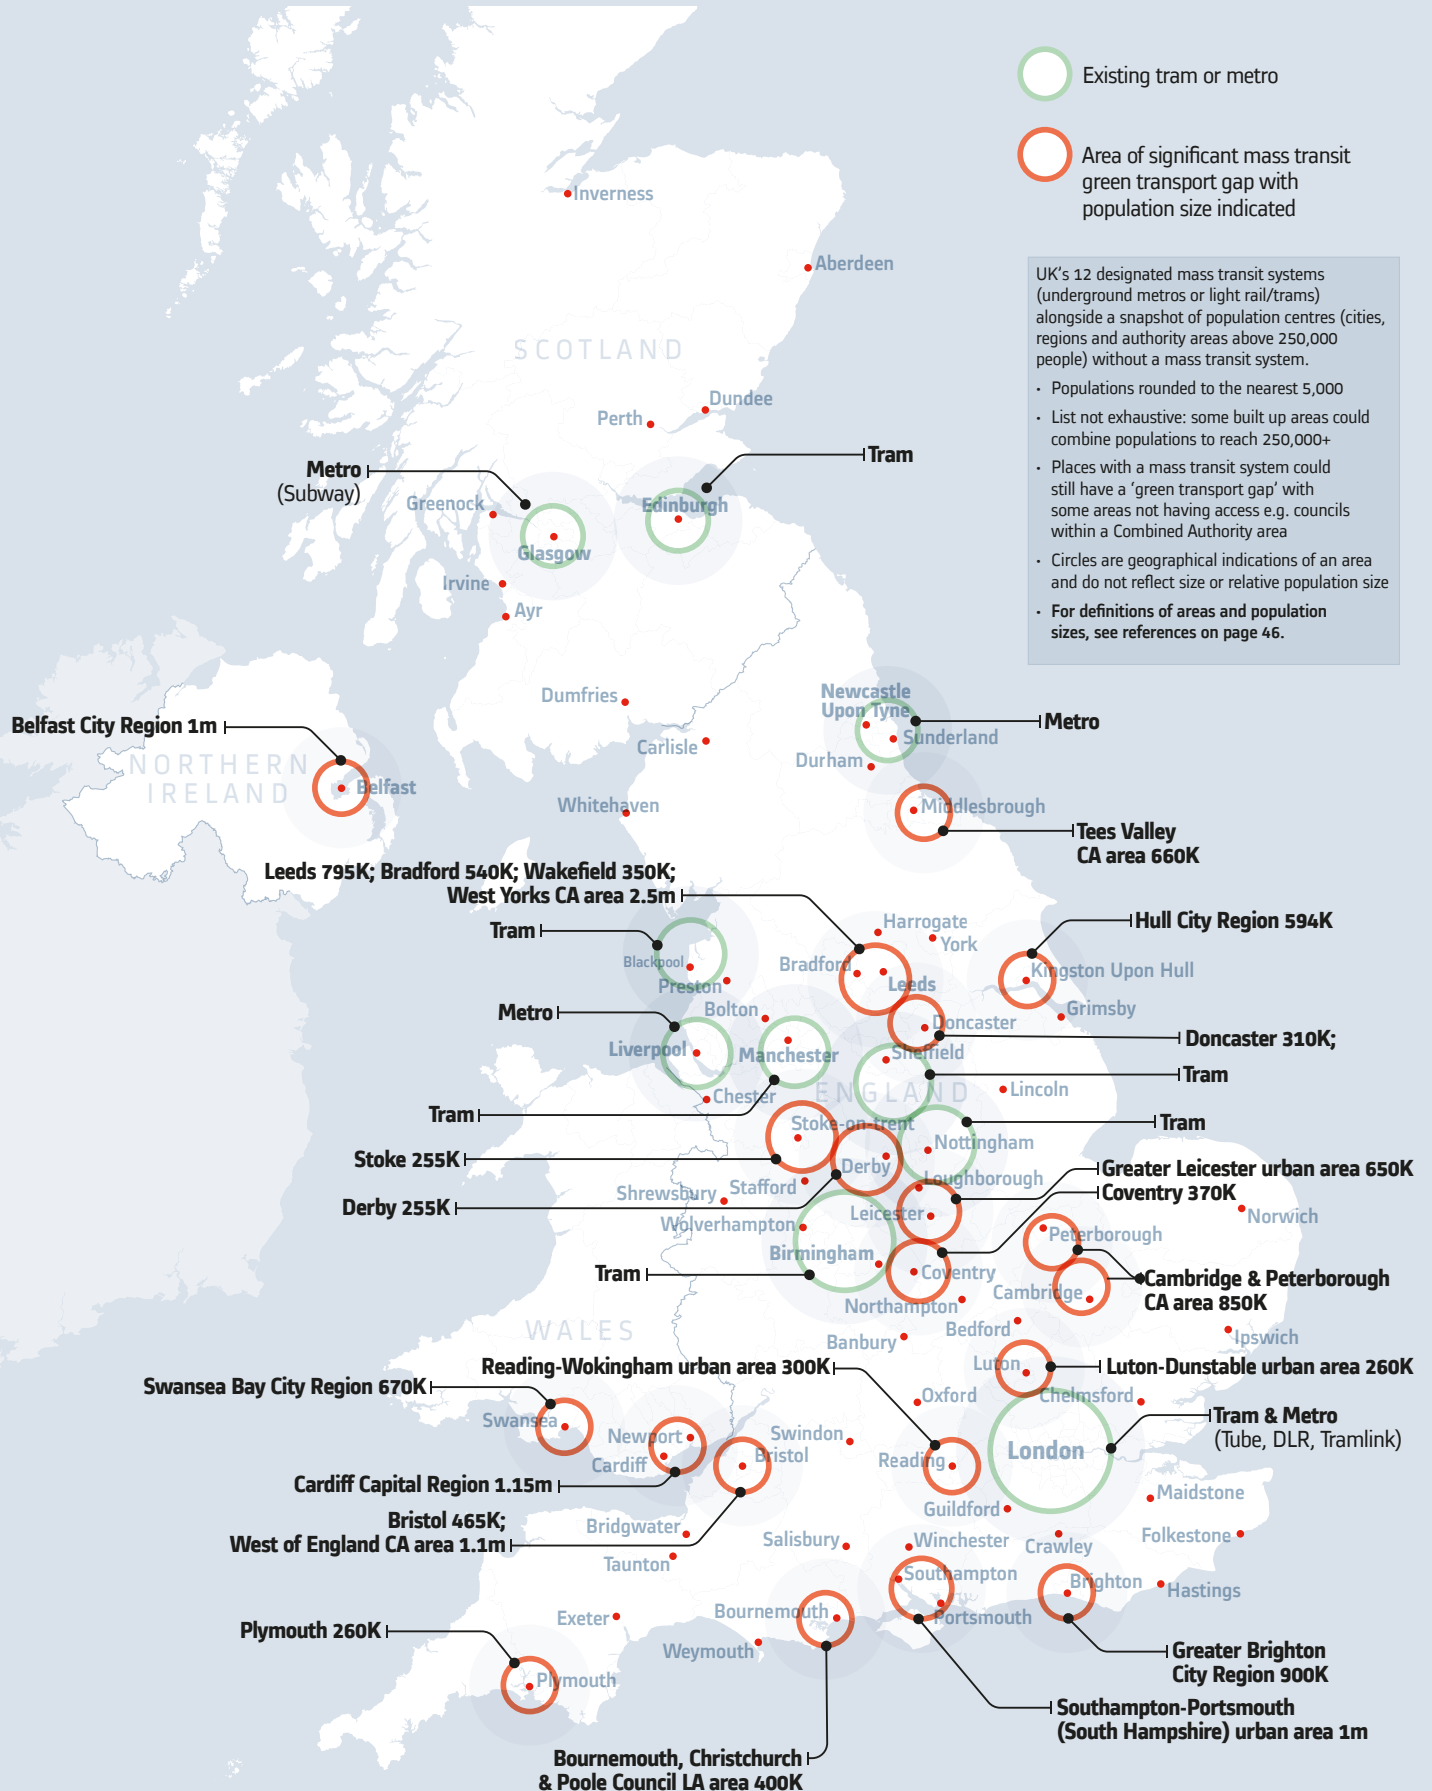 Existing tram or metro
Area of significant mass transit
green transport gap with
population size indicated
UK's 12 designated mass transit systems
(underground metros or light rail/trams)
alongside a snapshot of population centres (cities,
regions and authority areas above 250,000
people) without a mass transit system.
• Populations rounded to the nearest 5,000
• List not exhaustive: some built up areas could
combine populations to reach 250,000+
• Places with a mass transit system could
still have a ‘green transport gap’ with
some areas not having access e.g. councils
within a Combined Authority area
• Circles are geographical indications of an area
and do not reflect size or relative population size
• For definitions of areas and population
sizes, see references on page 46.
Inverness
Aberdeen
SCOTLAND
Dundee
Perth
Tram
Metro
(Subway)
Greenock
Edinburgh
Glasgow
Irvine
Ayr
Dumfries
Newcastle
Upon Tyne
Metro
Sunderland
Carlisle
Durham
Belfast City Region 1m
NORTHERN
IRELAND
Belfast
Whitehaven
Middlesbrough
Tees Valley
CA area 660K
Leeds 795K; Bradford 540K; Wakefield 350K;
West Yorks CA area 2.5m
Tram
Harrogate
York
Hull City Region 594K
Blackpool
Bradford
Leeds
Kingston Upon Hull
Preston
Metro
Bolton
Doncaster
Grimsby
Doncaster 310K;
Liverpool
Manchester
Sheffield
Tram
ENGLAND
Lincoln
Chester
Tram
Stoke-on-trent
Tram
Nottingham
Stoke 255K
Derby
Loughborough
Greater Leicester urban area 650K
Coventry 370K
Shrewsbury
Stafford
Derby 255K
Leicester
Norwich
Wolverhampton
Peterborough
Birmingham
Tram
Coventry
Cambridge
Cambridge & Peterborough
CA area 850K
Northampton
WALES
Banbury
Bedford
Ipswich
Reading-Wokingham urban area 300K
Luton
Luton-Dunstable urban area 260K
Swansea Bay City Region 670K
Oxford
Chelmsford
Swansea
Tram & Metro
(Tube, DLR, Tramlink)
Newport
Swindon
London
Cardiff
Bristol
Reading
Cardiff Capital Region 1.15m
Maidstone
Guildford
Bristol 465K;
West of England CA area 1.1m
Bridgwater
Taunton
Salisbury
Winchester
Crawley
Folkestone
Southampton
Brighton
Hastings
Exeter
Bournemouth
Portsmouth
Plymouth 260K
Weymouth
Plymouth
Greater Brighton
City Region 900K
Southampton-Portsmouth
(South Hampshire) urban area 1m
Bournemouth, Christchurch
& Poole Council LA area 400K